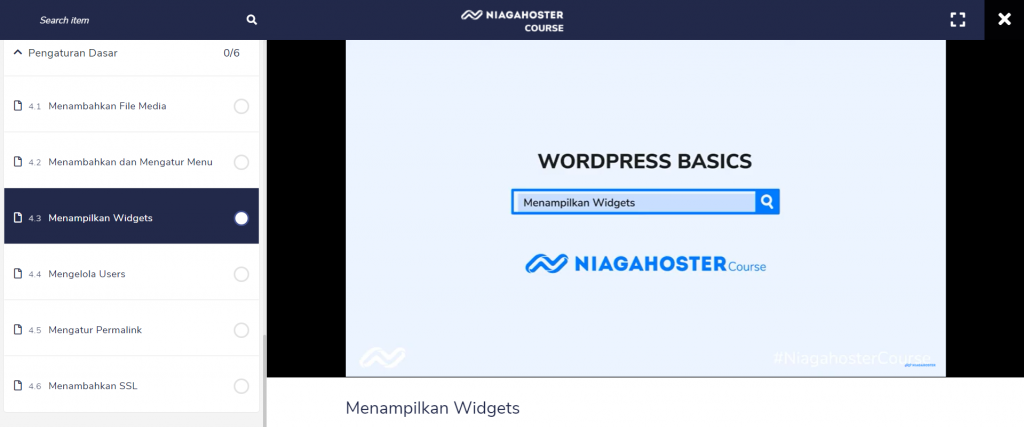 Search item
NIAGAHOSTER
COURSE
Pengaturan Dasar 0/6
4.1 Menambahkan File Media
4.2 Menambahkan dan Mengatur Menu
4.3 Menampilkan Widgets
4.4 Mengelola Users
4.5 Mengatur Permalink
4.6 Menambahkan SSL
WORDPRESS BASICS
Menampilkan Widgets
NIAGAHOSTER Course
#NiagahosterCourse
Menampilkan Widgets